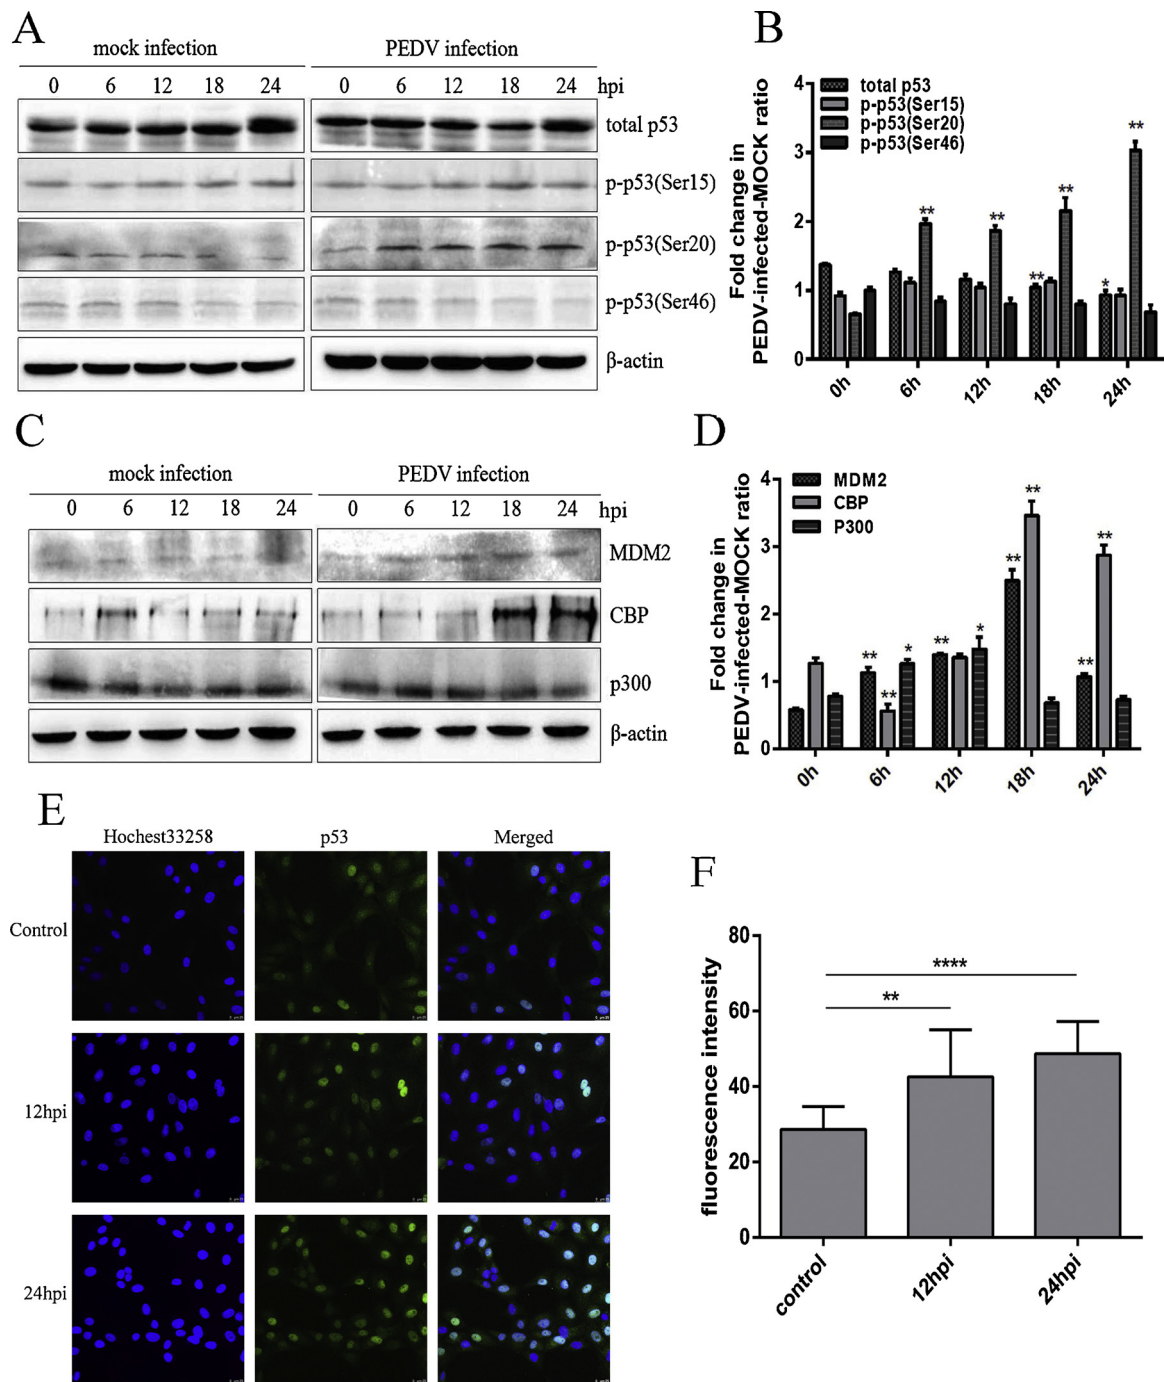 A
mock infection
PEDV infection
0 6 12 18 24
0 6 12 18 24 hpi
total p53
p-p53(Ser15)
p-p53(Ser20)
p-p53(Ser46)
β-actin
B
total p53
p-p53(Ser15)
p-p53(Ser20)
p-p53(Ser46)
Fold change in
PEDV-infected-MOCK ratio
4
3
2
1
0
**
**
**
**
**
*
0h
6h
12h
18h
24h
C
mock infection
PEDV infection
0 6 12 18 24
0 6 12 18 24 hpi
MDM2
CBP
p300
β-actin
D
MDM2
CBP
P300
Fold change in
PEDV-infected-MOCK ratio
4
3
2
1
0
**
**
*
**
*
**
**
**
**
0h
6h
12h
18h
24h
E
Hochest33258
p53
Merged
Control
12hpi
24hpi
F
fluorescence intensity
80
60
40
20
0
****
**
control
12hpi
24hpi